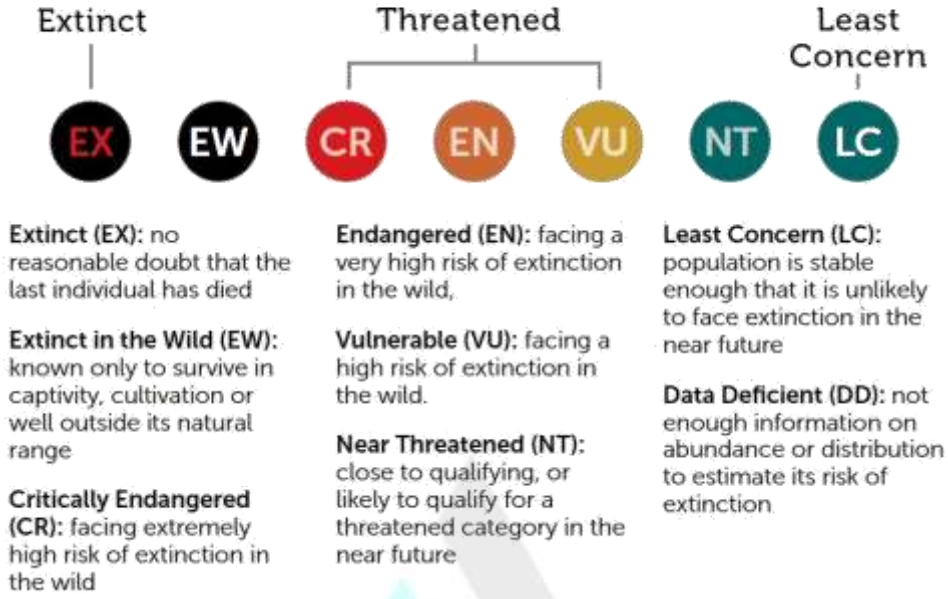 Extinct
Threatened
Least
Concern
EX
EW
CR
EN
VU
NT
LC
Extinct (EX): no
reasonable doubt that the
last individual has died
Extinct in the Wild (EW):
known only to survive in
captivity, cultivation or
well outside its natural
range
Critically Endangered
(CR): facing extremely
high risk of extinction in
the wild
Endangered (EN): facing a
very high risk of extinction
in the wild,
Vulnerable (VU): facing a
high risk of extinction in
the wild.
Near Threatened (NT):
close to qualifying, or
likely to qualify for a
threatened category in the
near future
Least Concern (LC):
population is stable
enough that it is unlikely
to face extinction in the
near future
Data Deficient (DD): not
enough information on
abundance or distribution
to estimate its risk of
extinction